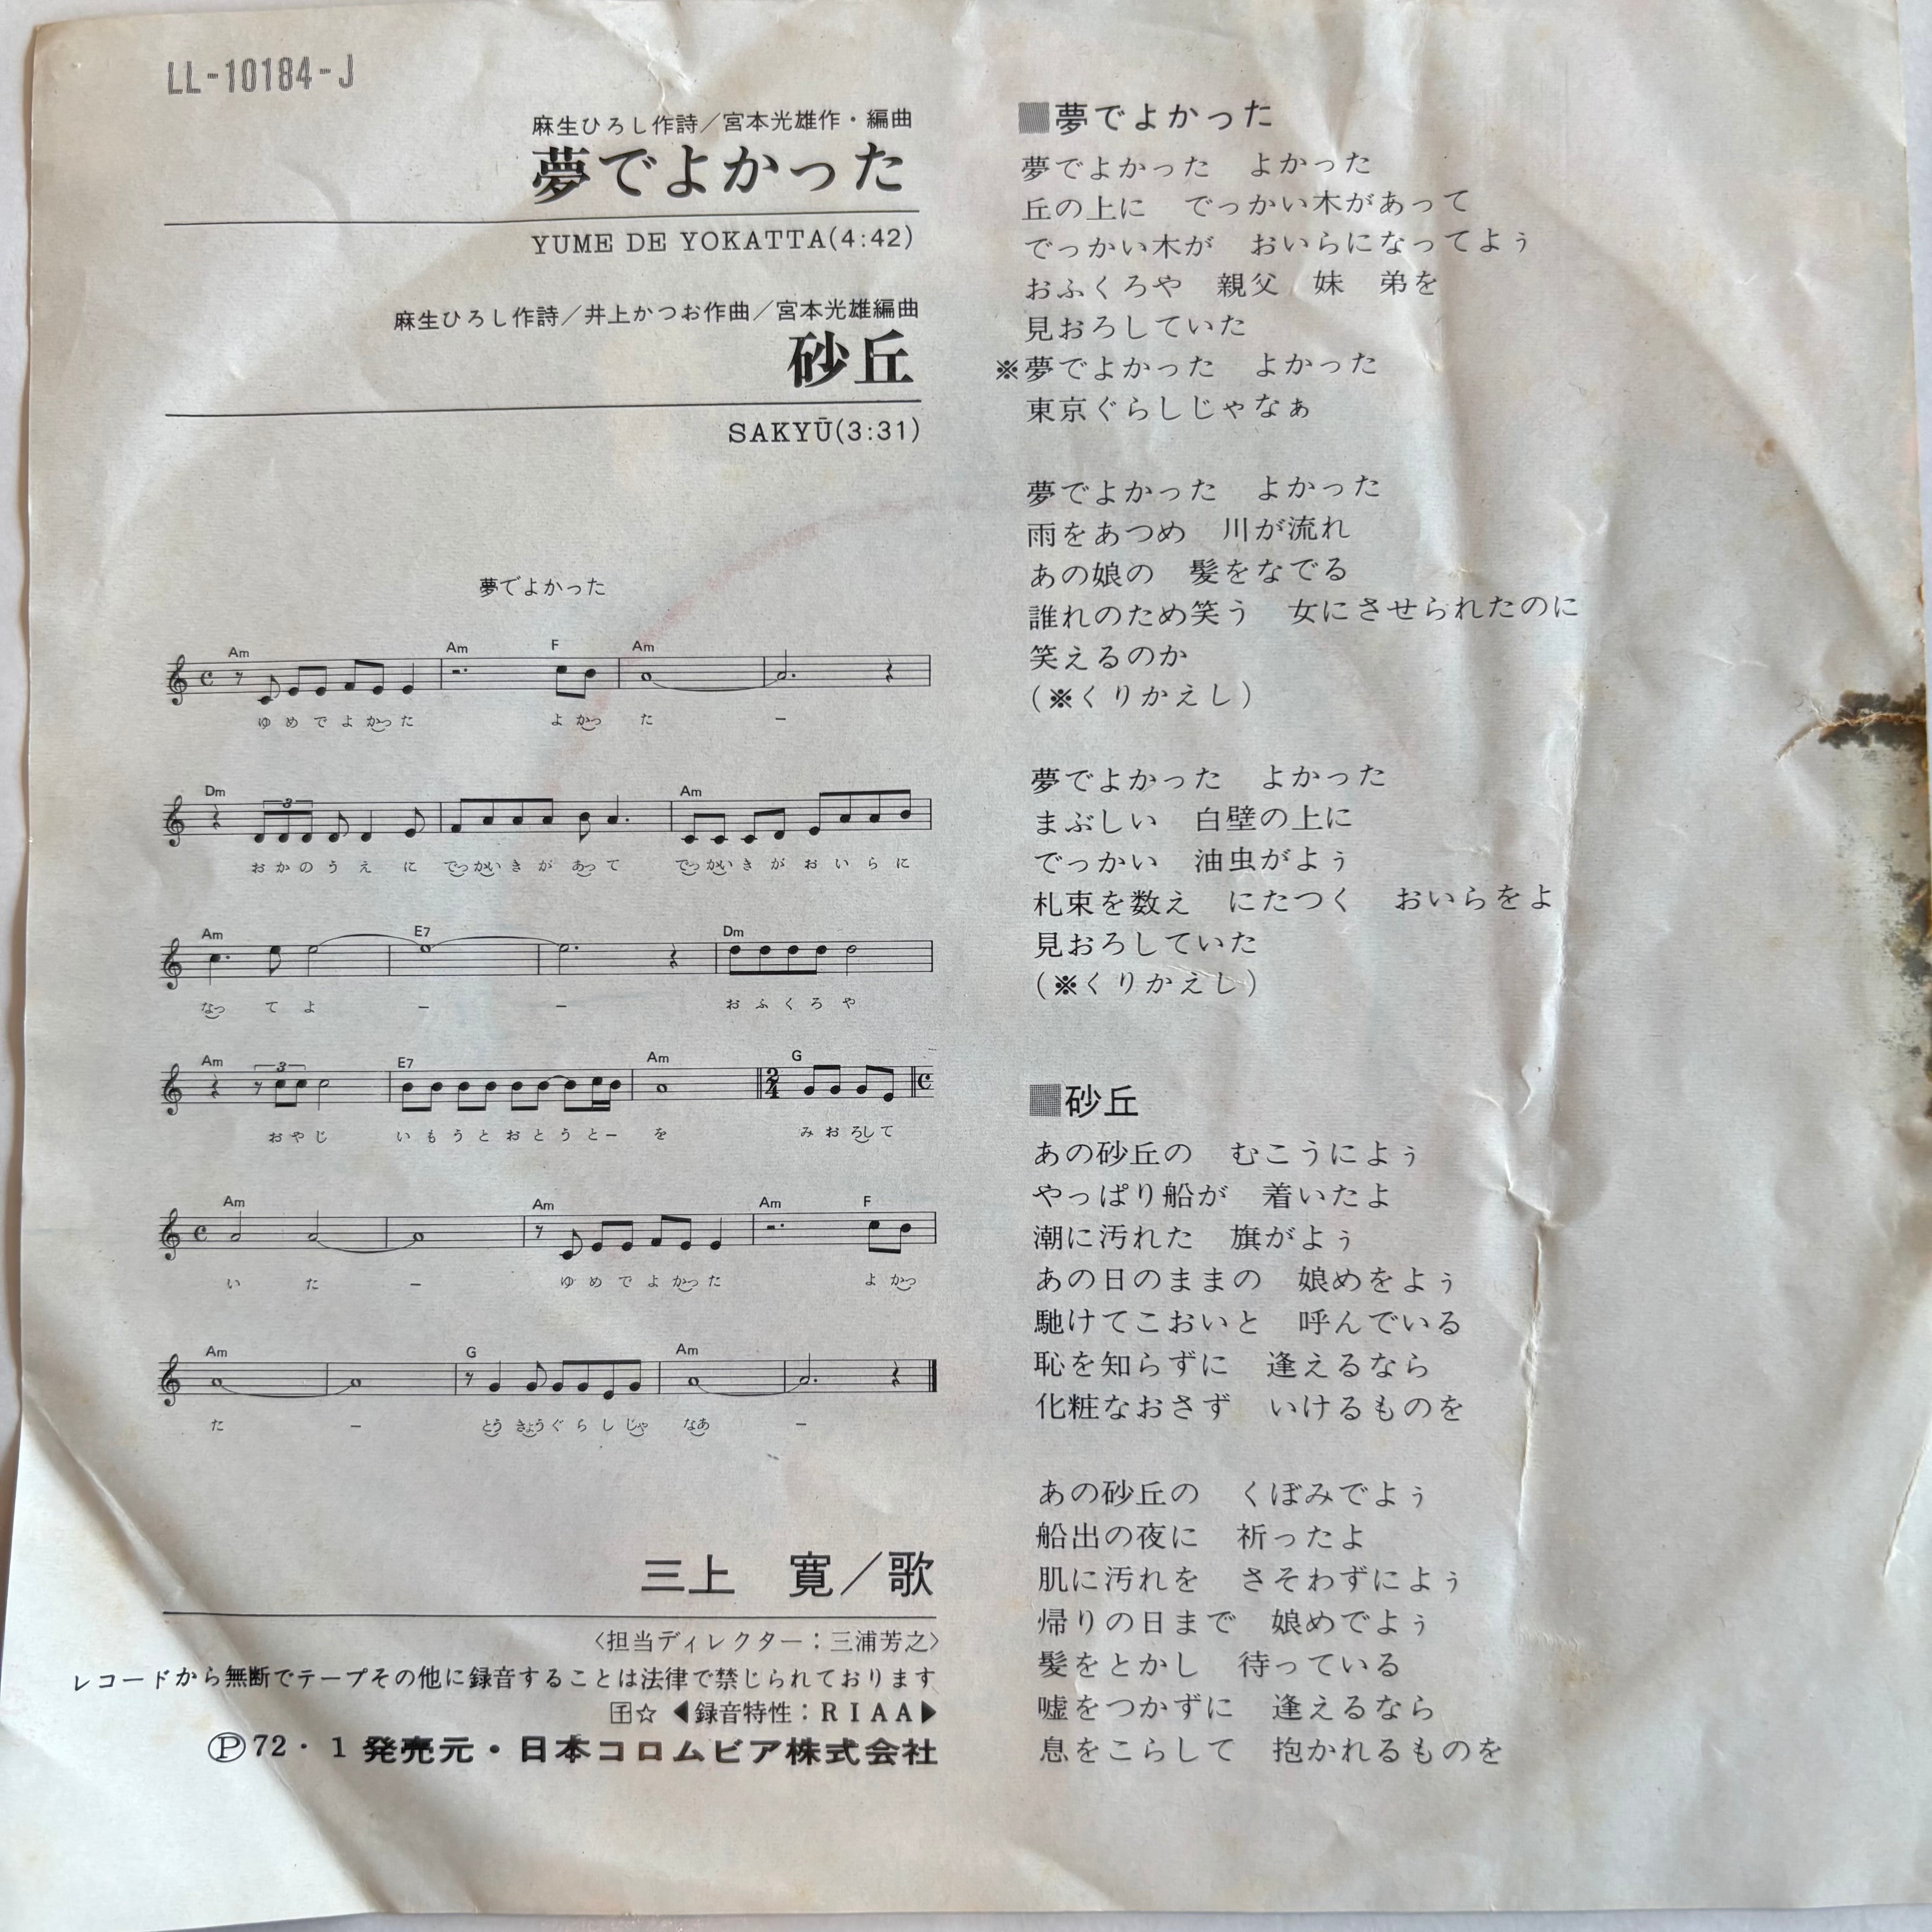 LL-10184-J
麻生ひろし作詩／宮本光雄作・編曲
夢でよかった
YUME DE YOKATTA(4:42)
麻生ひろし作詩／井上かつお作曲／宮本光雄編曲
砂丘
SAKYŪ(3:31)
夢でよかった
Am Am F Am
ゆ め で よ かっ た よ かっ た ー
Dm 3 Am
お か の う え に でっ かい き が あっ て でっ かい き が お い ら に
Am E7 Dm
なっ て よ ー ー お ふ く ろ や
Am 3 E7 Am G
2
4
お や じ い も う と お と う と ー を み お ろし て
Am Am Am F
い た ー ゆ め で よ かっ た よ かっ
Am G Am
た ー とう きょう ぐ ら し じゃ なあ ー
三上 寛／歌
〈担当ディレクター：三浦芳之〉
レコードから無断でテープその他に録音することは法律で禁じられております
☆ ◀録音特性：RIAA▶
Ⓟ72・1 発売元・日本コロムビア株式会社
■夢でよかった
夢でよかった よかった
丘の上に でっかい木があって
でっかい木が おいらになってよぅ
おふくろや 親父 妹 弟を
見おろしていた
※夢でよかった よかった
東京ぐらしじゃなぁ
夢でよかった よかった
雨をあつめ 川が流れ
あの娘の 髪をなでる
誰れのため笑う 女にさせられたのに
笑えるのか
(※くりかえし)
夢でよかった よかった
まぶしい 白壁の上に
でっかい 油虫がよぅ
札束を数え にたつく おいらをよ
見おろしていた
(※くりかえし)
■砂丘
あの砂丘の むこうによぅ
やっぱり船が 着いたよ
潮に汚れた 旗がよぅ
あの日のままの 娘めをよぅ
馳けてこおいと 呼んでいる
恥を知らずに 逢えるなら
化粧なおさず いけるものを
あの砂丘の くぼみでよぅ
船出の夜に 祈ったよ
肌に汚れを さそわずによぅ
帰りの日まで 娘めでよぅ
髪をとかし 待っている
嘘をつかずに 逢えるなら
息をこらして 抱かれるものを